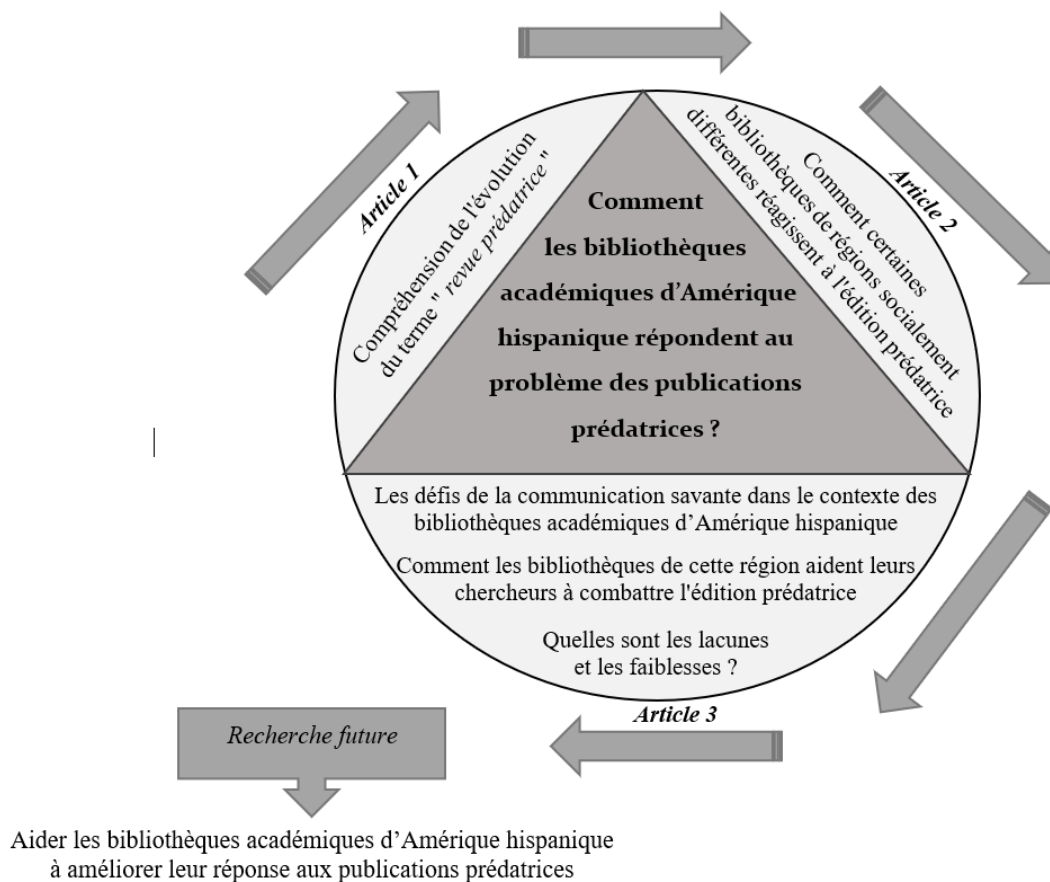 Article 1
Compréhension de l'évolution
du terme " revue prédatrice "
Comment
les bibliothèques
académiques d’Amérique
hispanique répondent au
problème des publications
prédatrices ?
Article 2
Comment certaines
bibliothèques de régions socialement
différentes réagissent à l'édition prédatrice
Les défis de la communication savante dans le contexte des
bibliothèques académiques d’Amérique hispanique
Comment les bibliothèques de cette région aident leurs
chercheurs à combattre l'édition prédatrice
Quelles sont les lacunes
et les faiblesses ?
Article 3
Recherche future
Aider les bibliothèques académiques d’Amérique hispanique
à améliorer leur réponse aux publications prédatrices